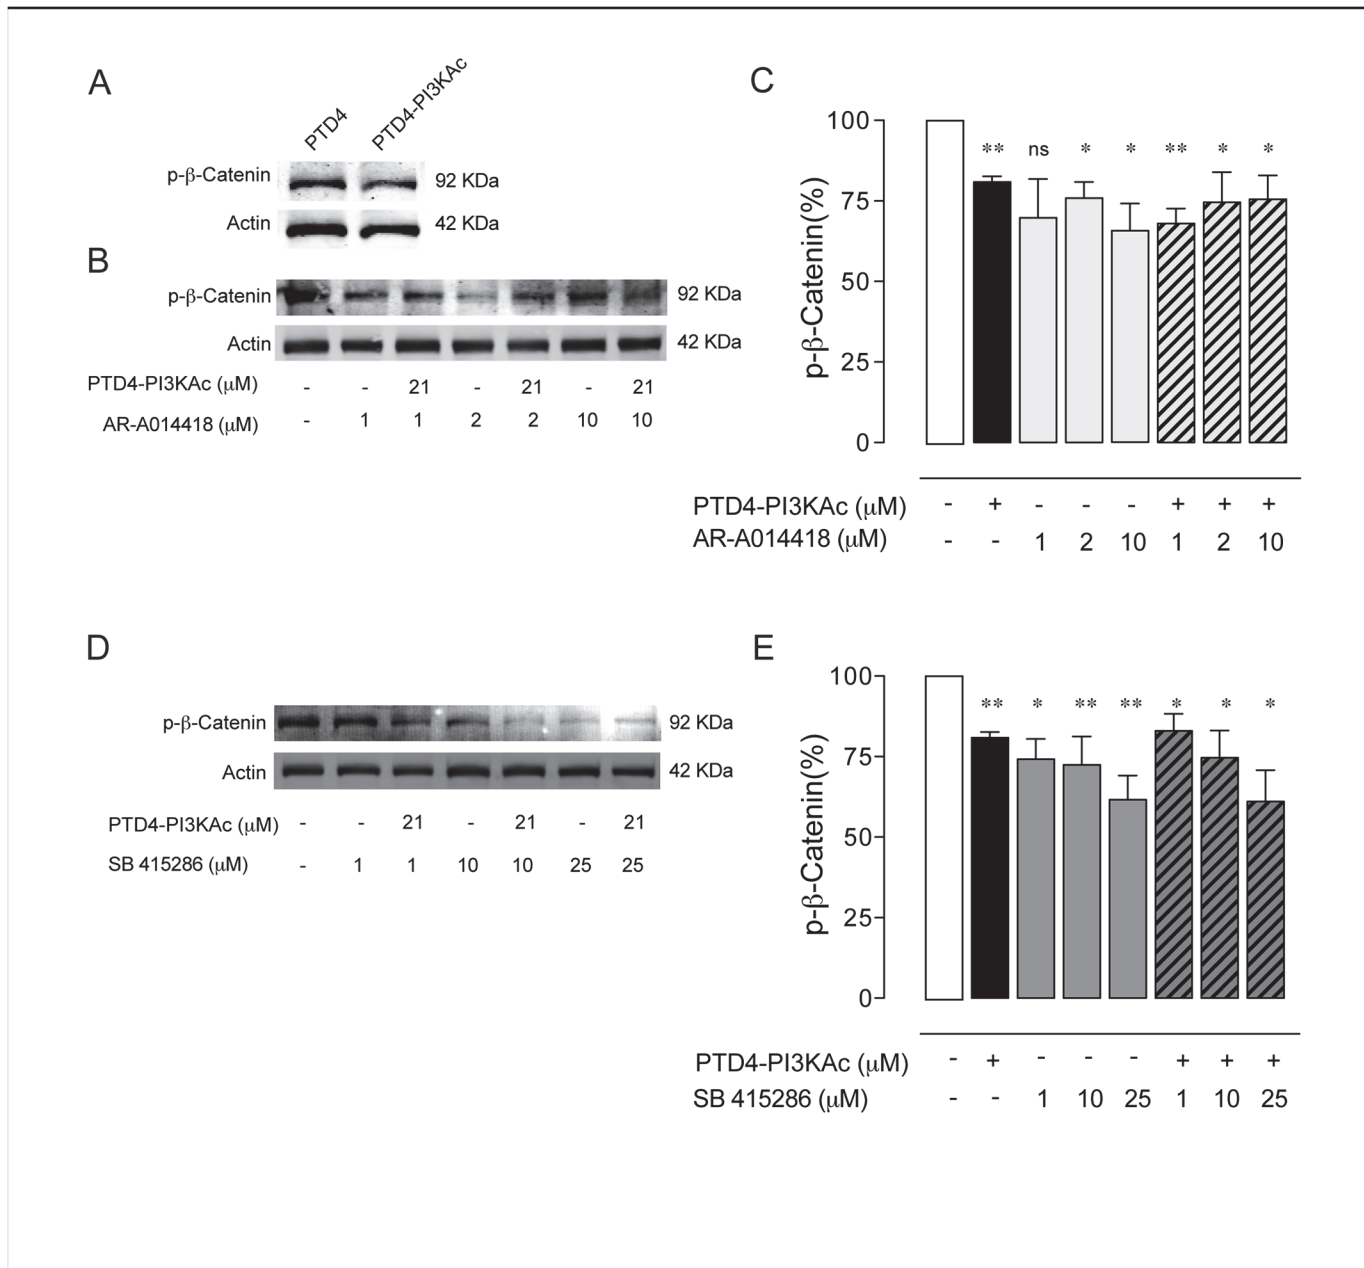 A
PTD4
PTD4-PI3KAc
p-β-Catenin
92 KDa
Actin
42 KDa
B
p-β-Catenin
92 KDa
Actin
42 KDa
PTD4-PI3KAc (μM) - - 21 - 21 - 21
AR-A014418 (μM) - 1 1 2 2 10 10
C
p-β-Catenin(%)
100
75
50
25
0
** ns * * ** * *
PTD4-PI3KAc (μM) - + - - - + + +
AR-A014418 (μM) - - 1 2 10 1 2 10
D
p-β-Catenin
92 KDa
Actin
42 KDa
PTD4-PI3KAc (μM) - - 21 - 21 - 21
SB 415286 (μM) - 1 1 10 10 25 25
E
p-β-Catenin(%)
100
75
50
25
0
** * ** ** * * *
PTD4-PI3KAc (μM) - + - - - + + +
SB 415286 (μM) - - 1 10 25 1 10 25